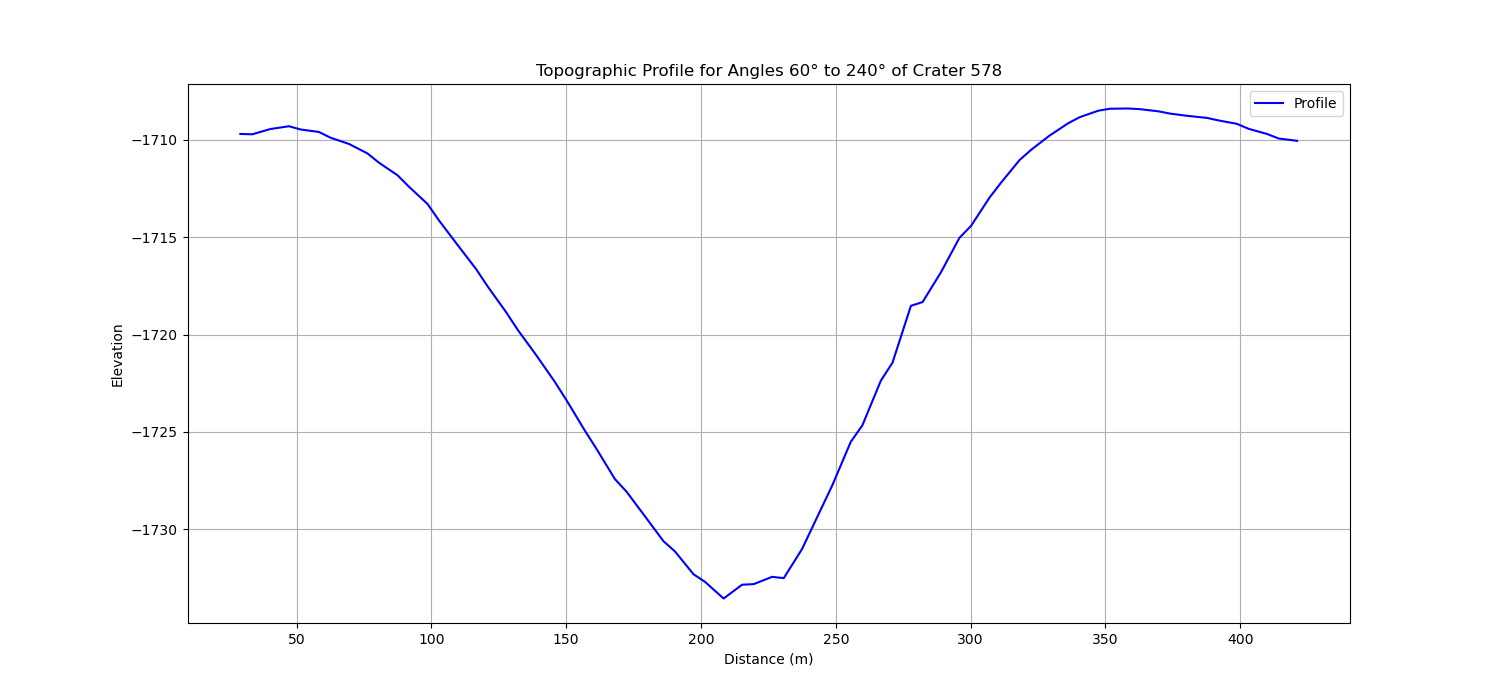 Topographic Profile for Angles 60° to 240° of Crater 578
Profile
−1710
−1715
−1720
−1725
−1730
Elevation
50 100 150 200 250 300 350 400
Distance (m)